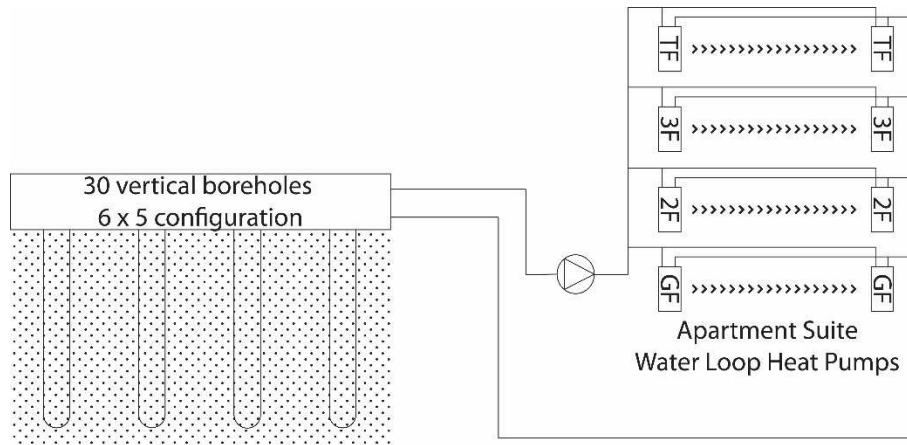 TF TF
3F 3F
30 vertical boreholes
6 x 5 configuration
2F 2F
GF GF
Apartment Suite
Water Loop Heat Pumps